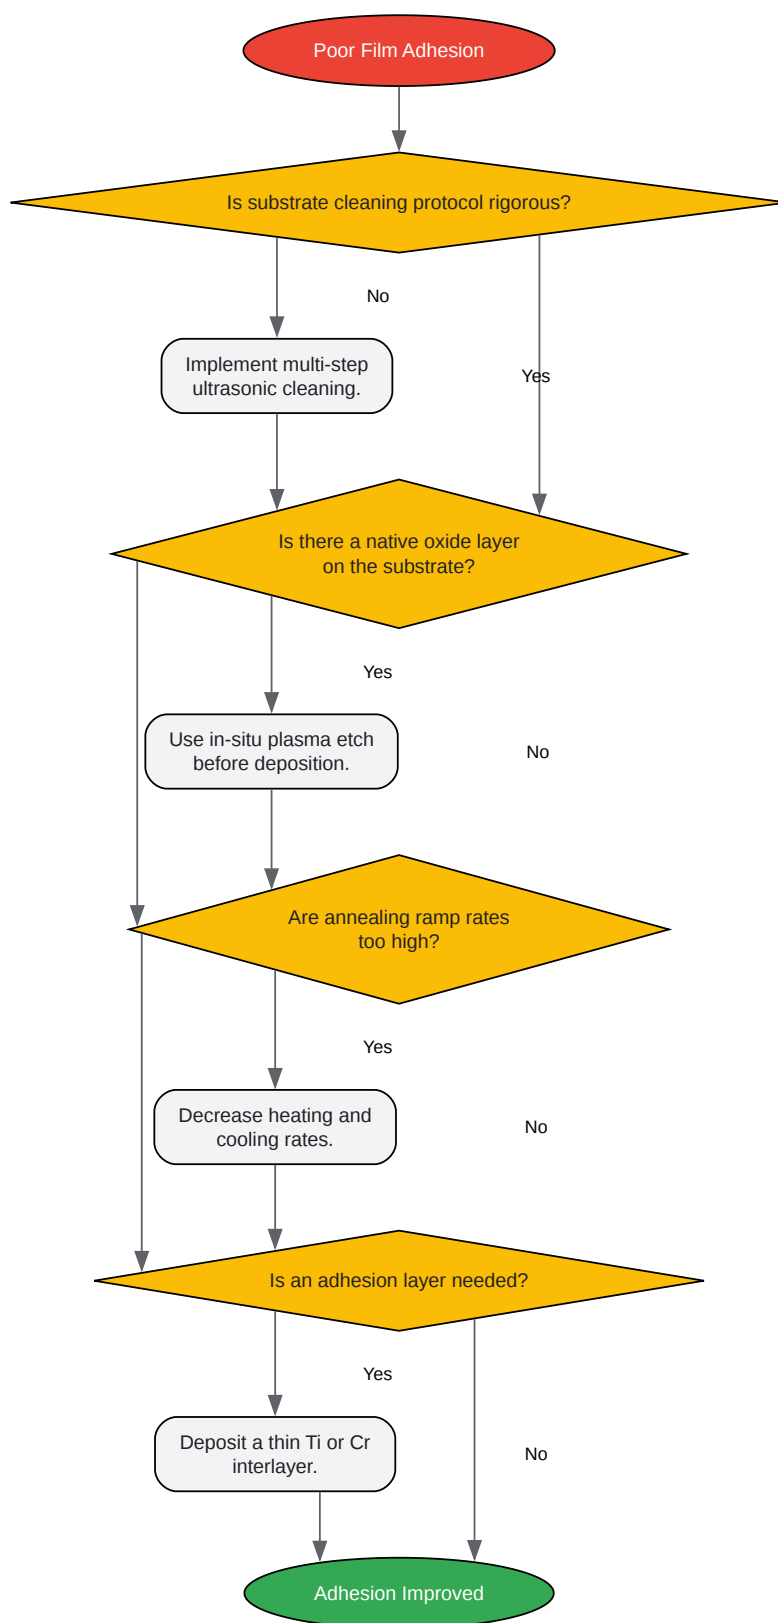 Poor Film Adhesion
Is substrate cleaning protocol rigorous?
No
Implement multi-step
ultrasonic cleaning.
Yes
Is there a native oxide layer
on the substrate?
Yes
Use in-situ plasma etch
before deposition.
No
Are annealing ramp rates
too high?
Yes
Decrease heating and
cooling rates.
No
Is an adhesion layer needed?
Yes
Deposit a thin Ti or Cr
interlayer.
No
Adhesion Improved